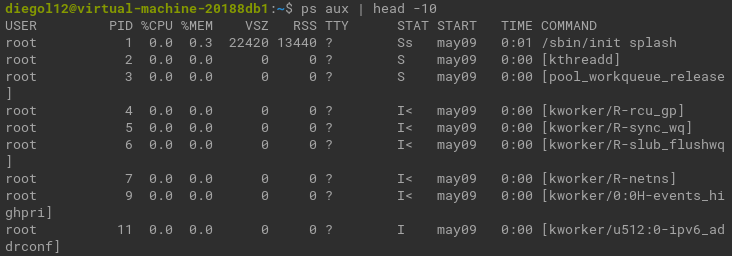 diegol12@virtual-machine-20188db1:~$ ps aux | head -10
USER         PID %CPU %MEM    VSZ   RSS TTY      STAT START   TIME COMMAND
root           1  0.0  0.3  22420 13440 ?        Ss   may09   0:01 /sbin/init splash
root           2  0.0  0.0      0     0 ?        S    may09   0:00 [kthreadd]
root           3  0.0  0.0      0     0 ?        S    may09   0:00 [pool_workqueue_release
]
root           4  0.0  0.0      0     0 ?        I<   may09   0:00 [kworker/R-rcu_gp]
root           5  0.0  0.0      0     0 ?        I<   may09   0:00 [kworker/R-sync_wq]
root           6  0.0  0.0      0     0 ?        I<   may09   0:00 [kworker/R-slub_flushwq
]
root           7  0.0  0.0      0     0 ?        I<   may09   0:00 [kworker/R-netns]
root           9  0.0  0.0      0     0 ?        I<   may09   0:00 [kworker/0:0H-events_hi
ghpri]
root          11  0.0  0.0      0     0 ?        I    may09   0:00 [kworker/u512:0-ipv6_ad
drconf]